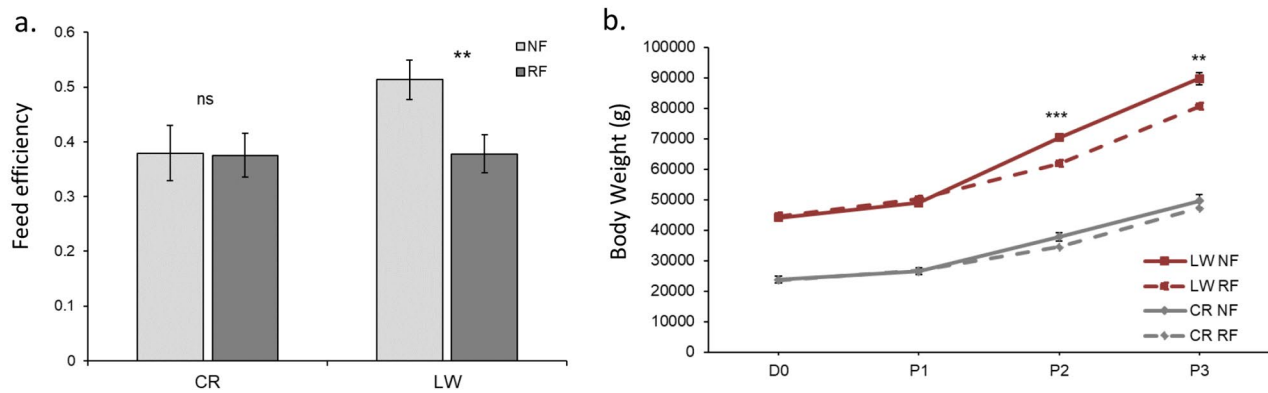 a.
Feed efficiency
0.6
0.5
0.4
0.3
0.2
0.1
0
ns
**
NF
RF
CR
LW
b.
Body Weight (g)
100000
90000
80000
70000
60000
50000
40000
30000
20000
10000
0
***
**
LW NF
LW RF
CR NF
CR RF
D0
P1
P2
P3